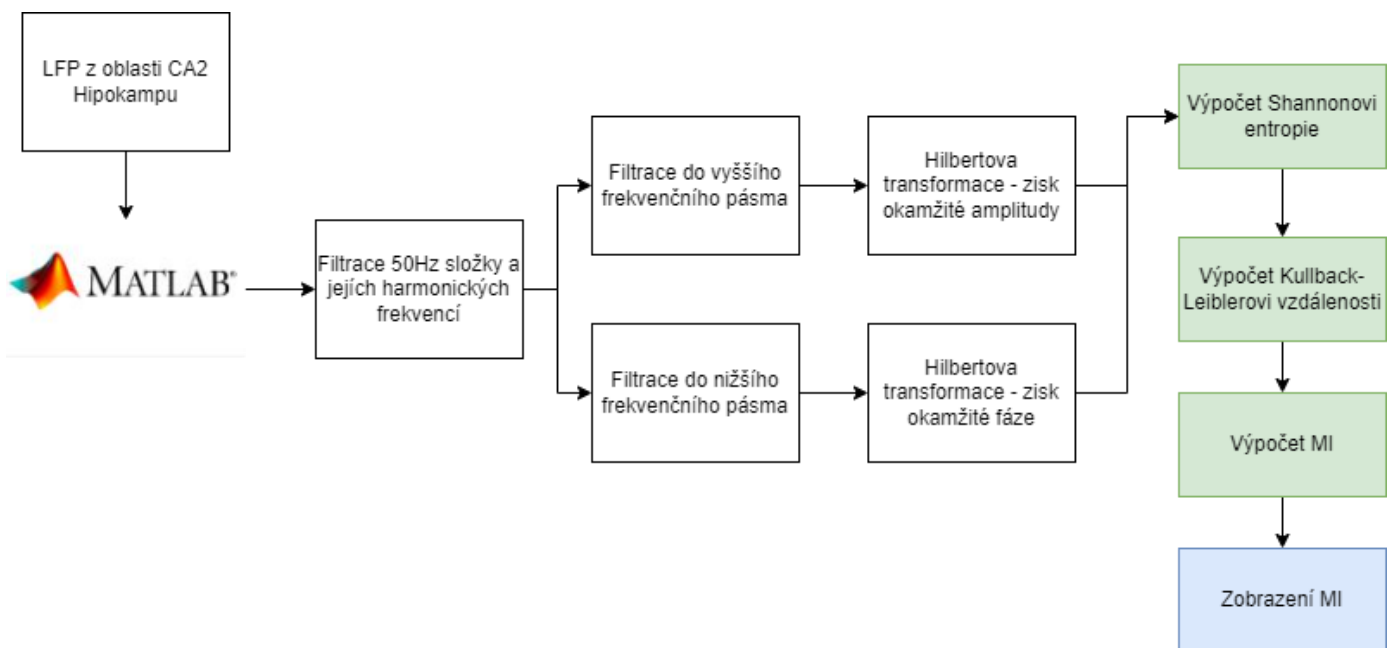 LFP z oblasti CA2
Hipokampu
MATLAB®
Filtrace 50Hz složky a
jejích harmonických
frekvencí
Filtrace do vyššího
frekvenčního pásma
Hilbertova
transformace - zisk
okamžité amplitudy
Filtrace do nižšího
frekvenčního pásma
Hilbertova
transformace - zisk
okamžité fáze
Výpočet Shannonovi
entropie
Výpočet Kullback-
Leiblerovi vzdálenosti
Výpočet MI
Zobrazení MI